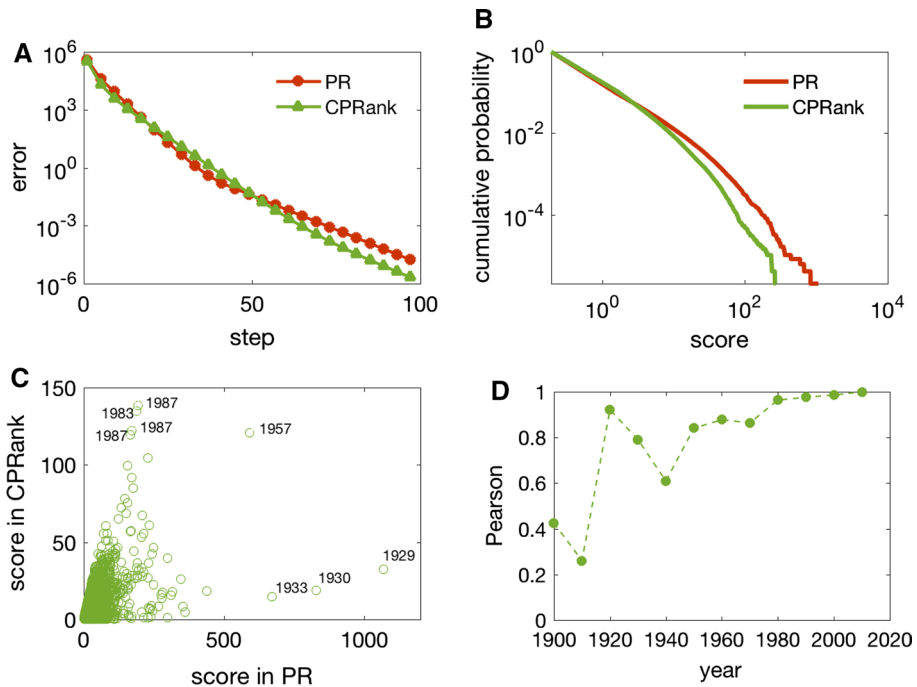 A
10^6
10^3
10^0
10^-3
10^-6
error
PR
CPRank
0
50
100
step
B
10^0
10^-2
10^-4
cumulative probability
PR
CPRank
10^0
10^2
10^4
score
C
150
100
50
0
score in CPRank
1987
1983
1987
1987
1957
1929
1930
1933
0
500
1000
score in PR
D
1
0.8
0.6
0.4
0.2
0
Pearson
1900
1920
1940
1960
1980
2000
2020
year